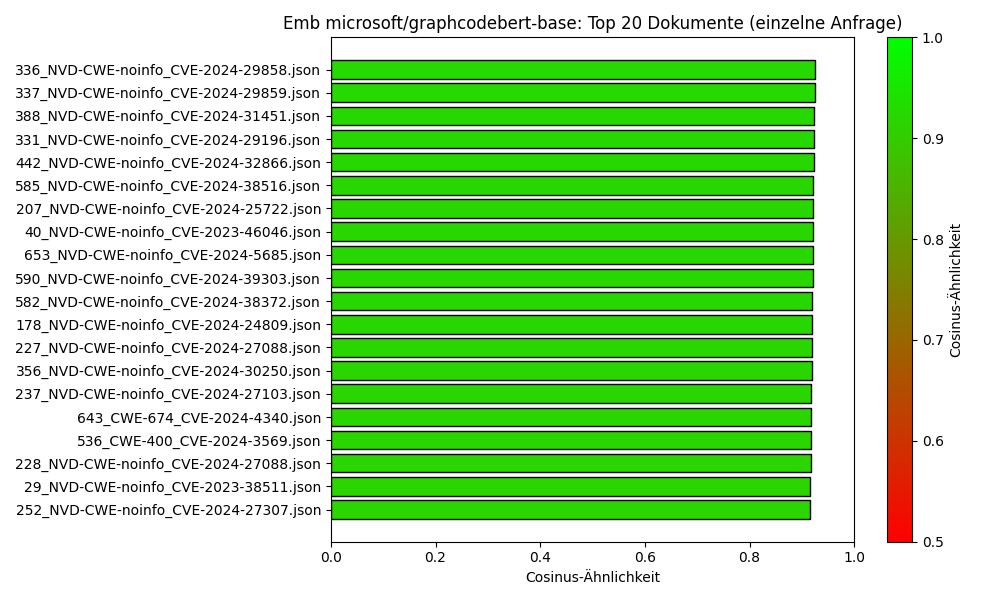 Emb microsoft/graphcodebert-base: Top 20 Dokumente (einzelne Anfrage)
336_NVD-CWE-noinfo_CVE-2024-29858.json
337_NVD-CWE-noinfo_CVE-2024-29859.json
388_NVD-CWE-noinfo_CVE-2024-31451.json
331_NVD-CWE-noinfo_CVE-2024-29196.json
442_NVD-CWE-noinfo_CVE-2024-32866.json
585_NVD-CWE-noinfo_CVE-2024-38516.json
207_NVD-CWE-noinfo_CVE-2024-25722.json
40_NVD-CWE-noinfo_CVE-2023-46046.json
653_NVD-CWE-noinfo_CVE-2024-5685.json
590_NVD-CWE-noinfo_CVE-2024-39303.json
582_NVD-CWE-noinfo_CVE-2024-38372.json
178_NVD-CWE-noinfo_CVE-2024-24809.json
227_NVD-CWE-noinfo_CVE-2024-27088.json
356_NVD-CWE-noinfo_CVE-2024-30250.json
237_NVD-CWE-noinfo_CVE-2024-27103.json
643_CWE-674_CVE-2024-4340.json
536_CWE-400_CVE-2024-3569.json
228_NVD-CWE-noinfo_CVE-2024-27088.json
29_NVD-CWE-noinfo_CVE-2023-38511.json
252_NVD-CWE-noinfo_CVE-2024-27307.json
0.0 0.2 0.4 0.6 0.8 1.0
Cosinus-Ähnlichkeit
1.0
0.9
0.8
0.7
0.6
0.5
Cosinus-Ähnlichkeit